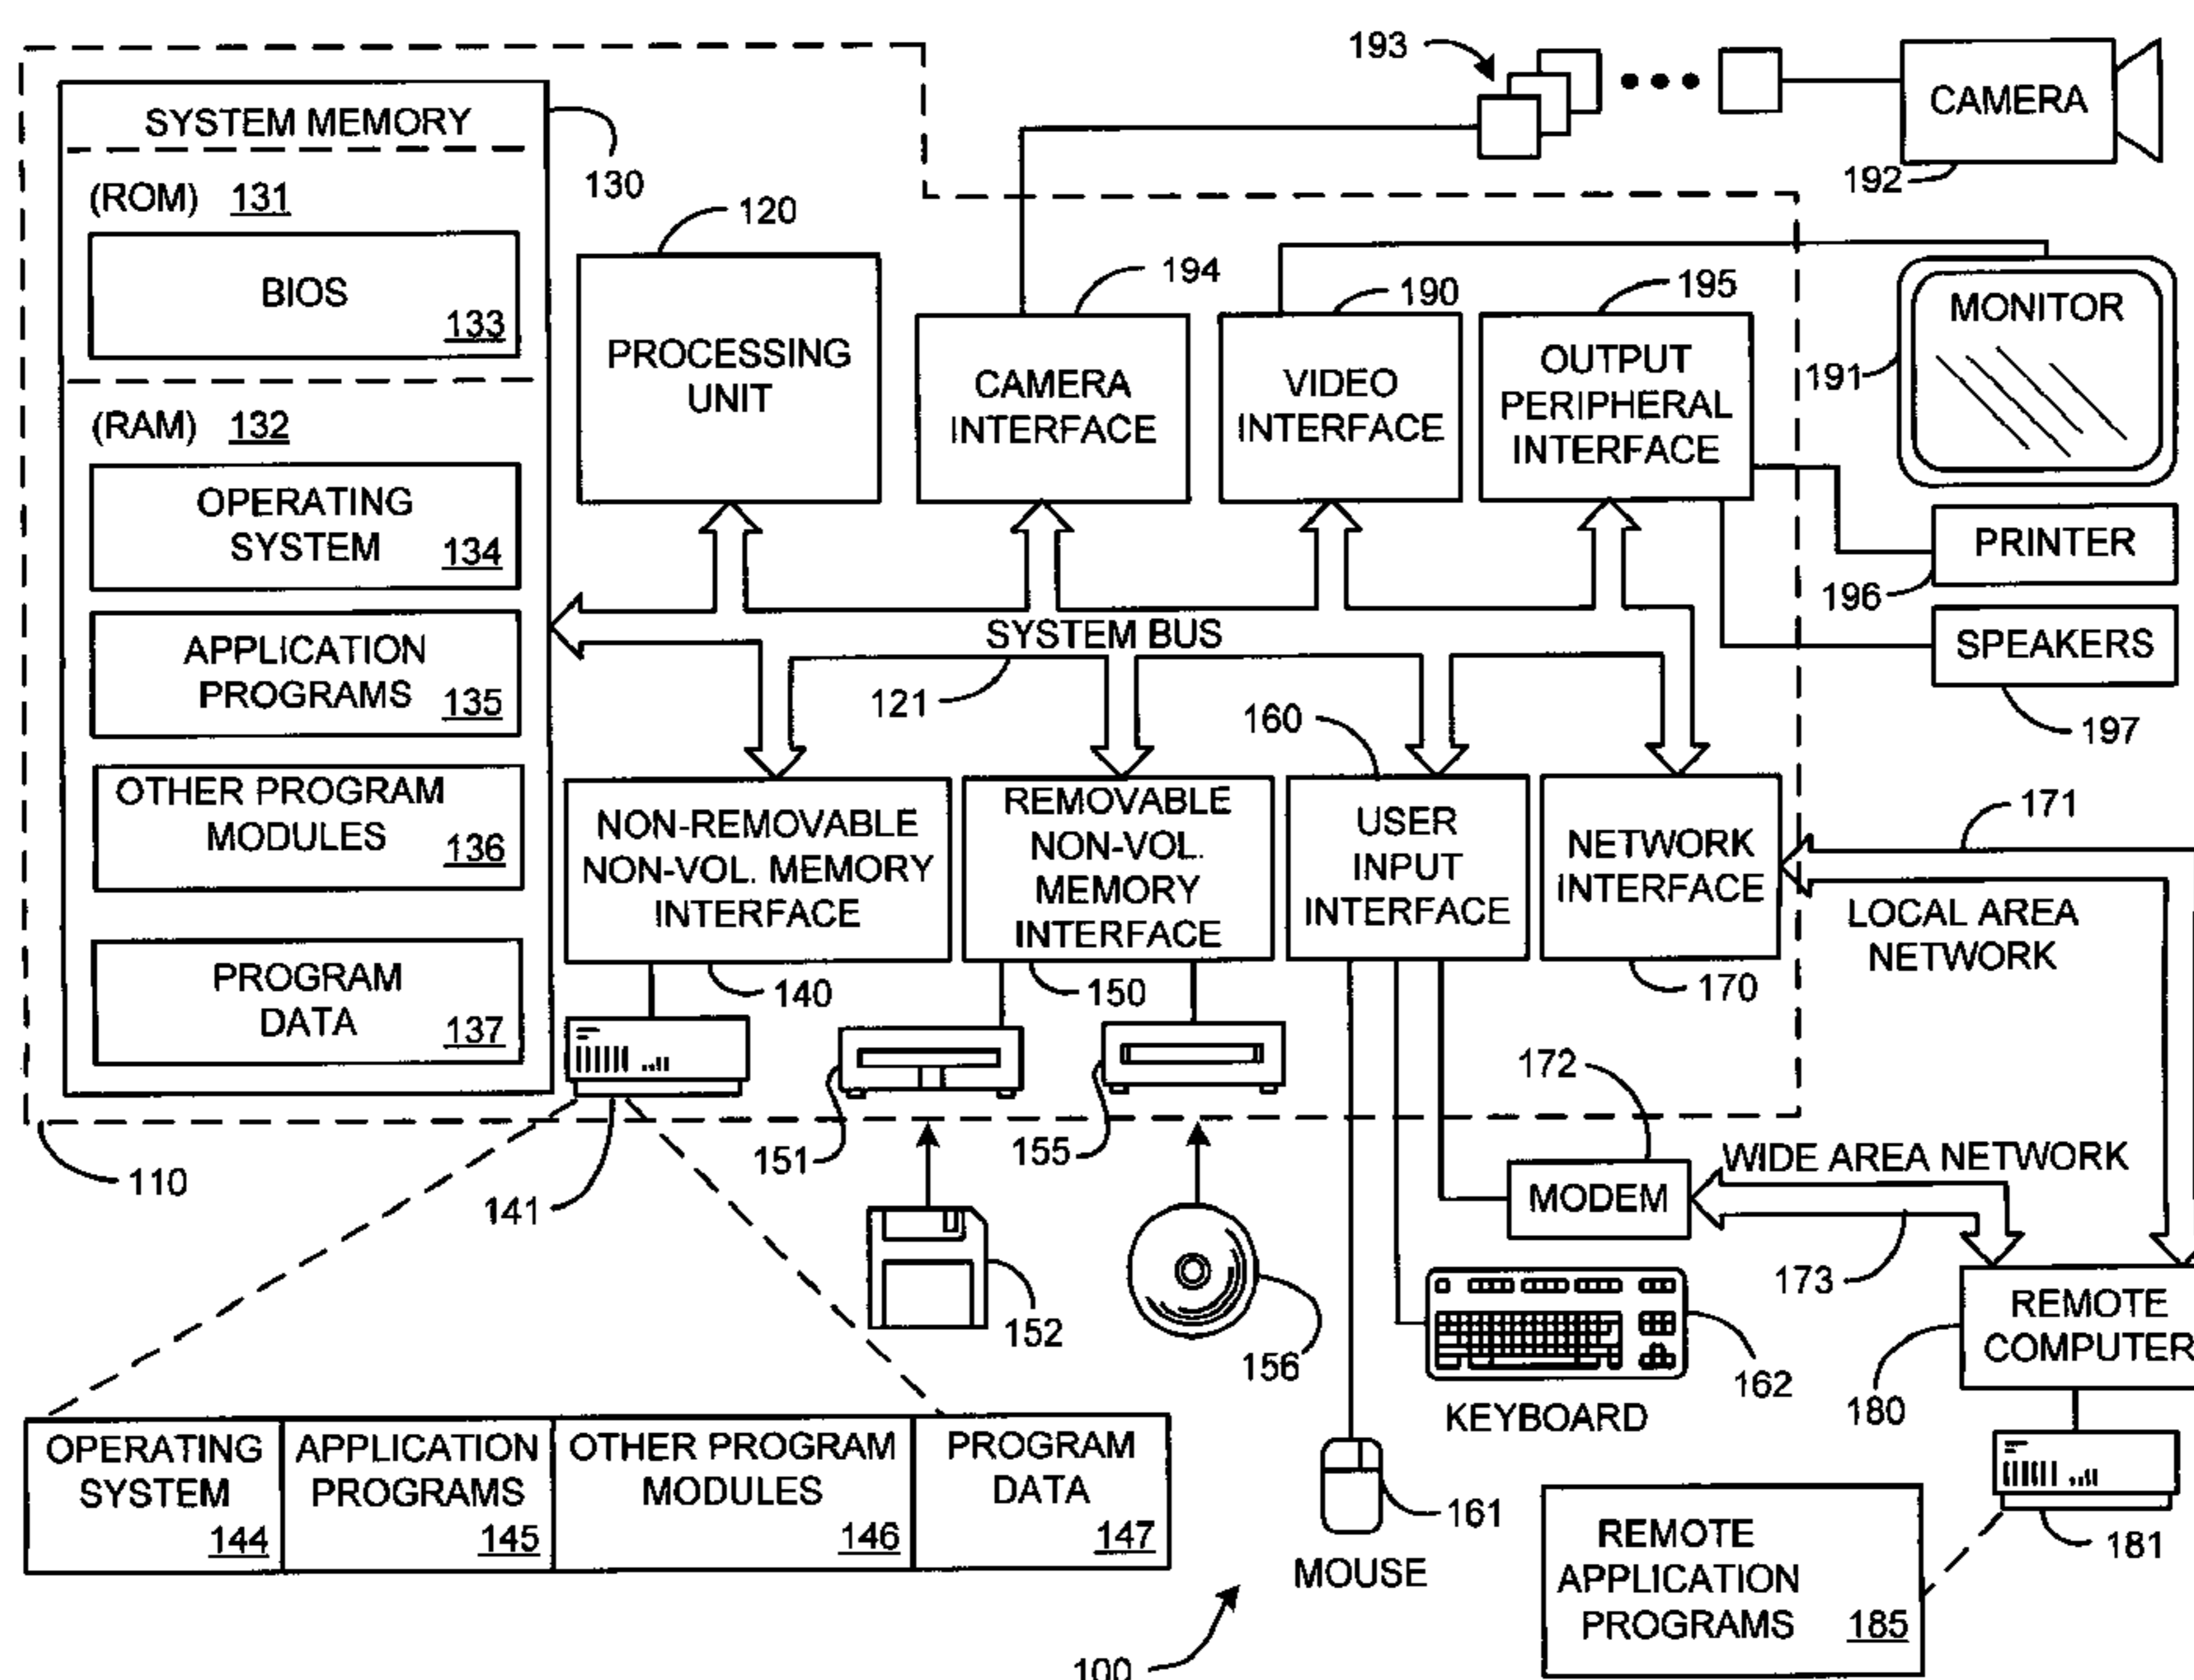 193
CAMERA
192
SYSTEM MEMORY
130
(ROM) 131
BIOS
133
(RAM) 132
OPERATING
SYSTEM 134
APPLICATION
PROGRAMS 135
OTHER PROGRAM
MODULES 136
PROGRAM
DATA 137
120
PROCESSING
UNIT
194
CAMERA
INTERFACE
190
VIDEO
INTERFACE
195
OUTPUT
PERIPHERAL
INTERFACE
MONITOR
191
PRINTER
196
SPEAKERS
197
SYSTEM BUS
121
NON-REMOVABLE
NON-VOL. MEMORY
INTERFACE
140
REMOVABLE
NON-VOL.
MEMORY
INTERFACE
150
160
USER
INPUT
INTERFACE
NETWORK
INTERFACE
170
171
LOCAL AREA
NETWORK
110
141
151
152
155
156
172
MODEM
WIDE AREA NETWORK
173
REMOTE
COMPUTER
180
162
KEYBOARD
161
MOUSE
181
OPERATING
SYSTEM
144
APPLICATION
PROGRAMS
145
OTHER PROGRAM
MODULES
146
PROGRAM
DATA
147
REMOTE
APPLICATION
PROGRAMS 185
100